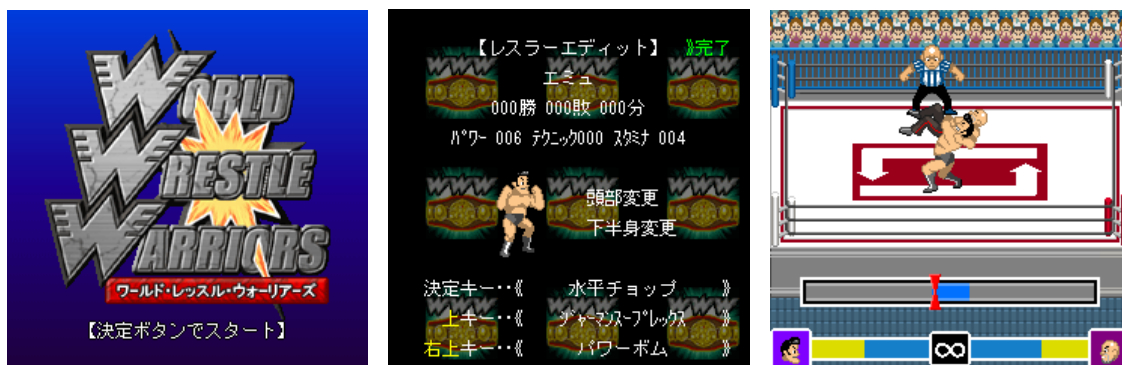 WORLD
WRESTLE
WARRIORS
ワールド・レッスル・ウォーリアーズ
【決定ボタンでスタート】
【レスラーエディット】 》完了
エミュ
000勝 000敗 000分
ﾊﾟﾜｰ 006 ﾃｸﾆｯｸ000 ｽﾀﾐﾅ 004
頭部変更
下半身変更
決定キー‥《 水平チョップ 》
上キー‥《 ｼﾞｬｰﾏﾝｽｰﾌﾟﾚｯｸｽ 》
右上キー‥《 パワーボム 》
∞